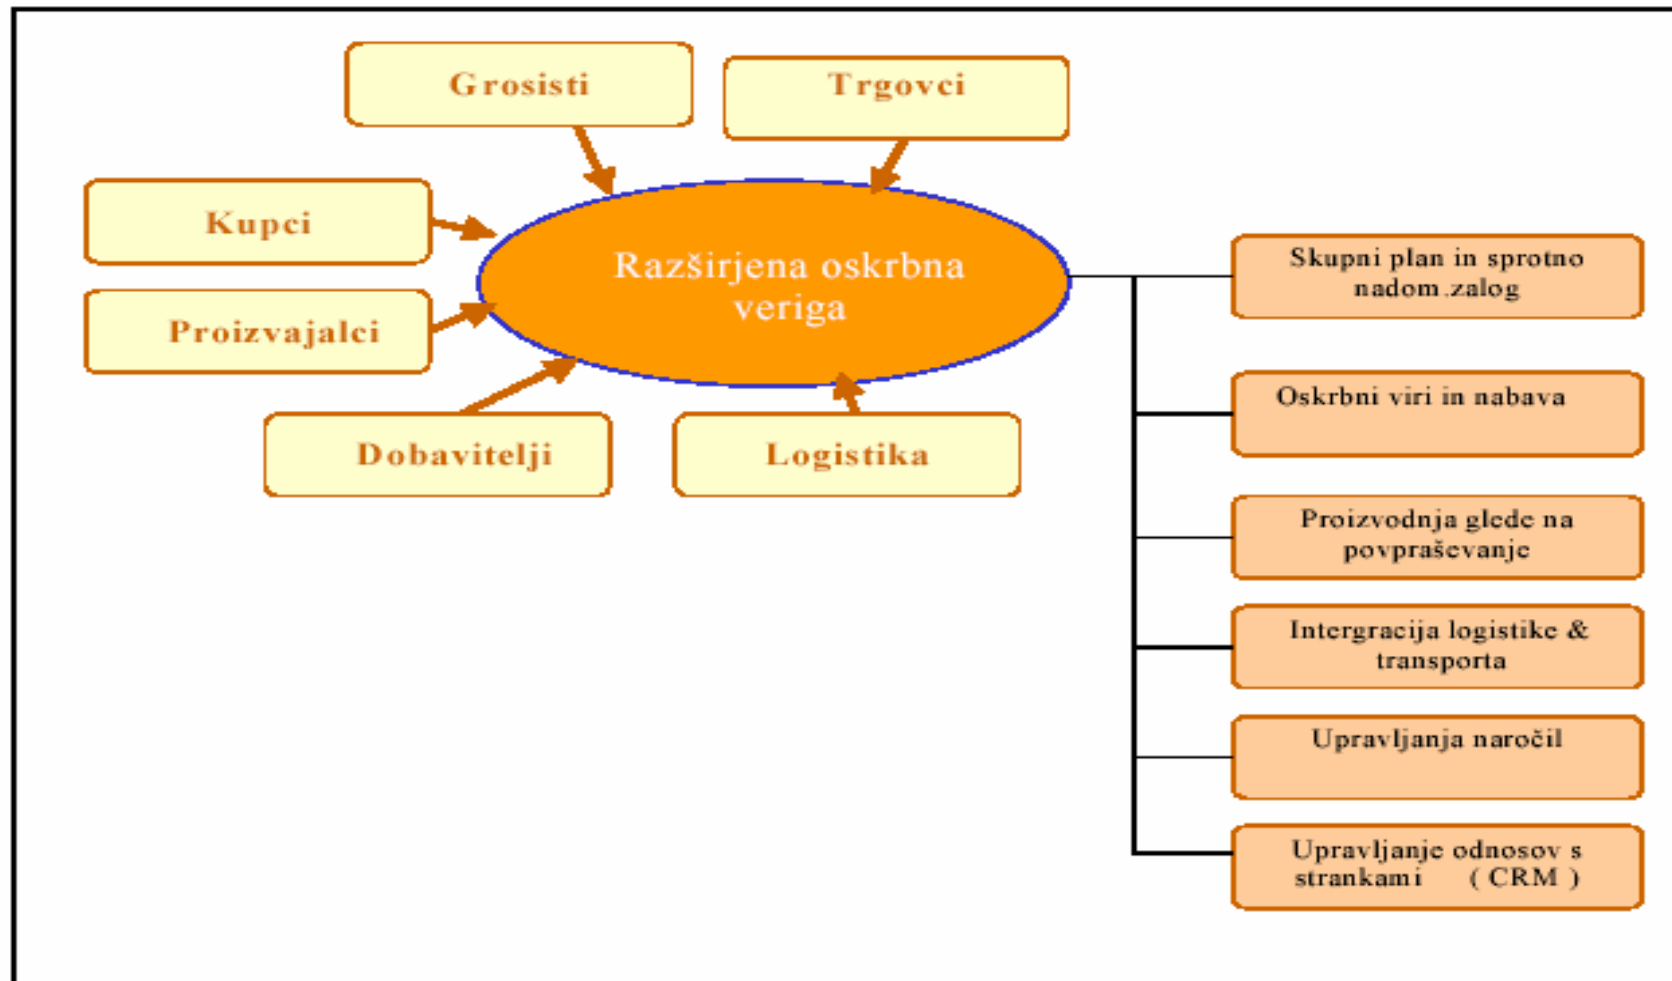 Grosisti
Trgovci
Kupci
Razširjena oskrbna
veriga
Proizvajalci
Dobavitelji
Logistika
Skupni plan in sprotno
nadom.zalog
Oskrbni viri in nabava
Proizvodnja glede na
povpraševanje
Intergracija logistike &
transporta
Upravljanja naročil
Upravljanje odnosov s
strankami ( CRM )